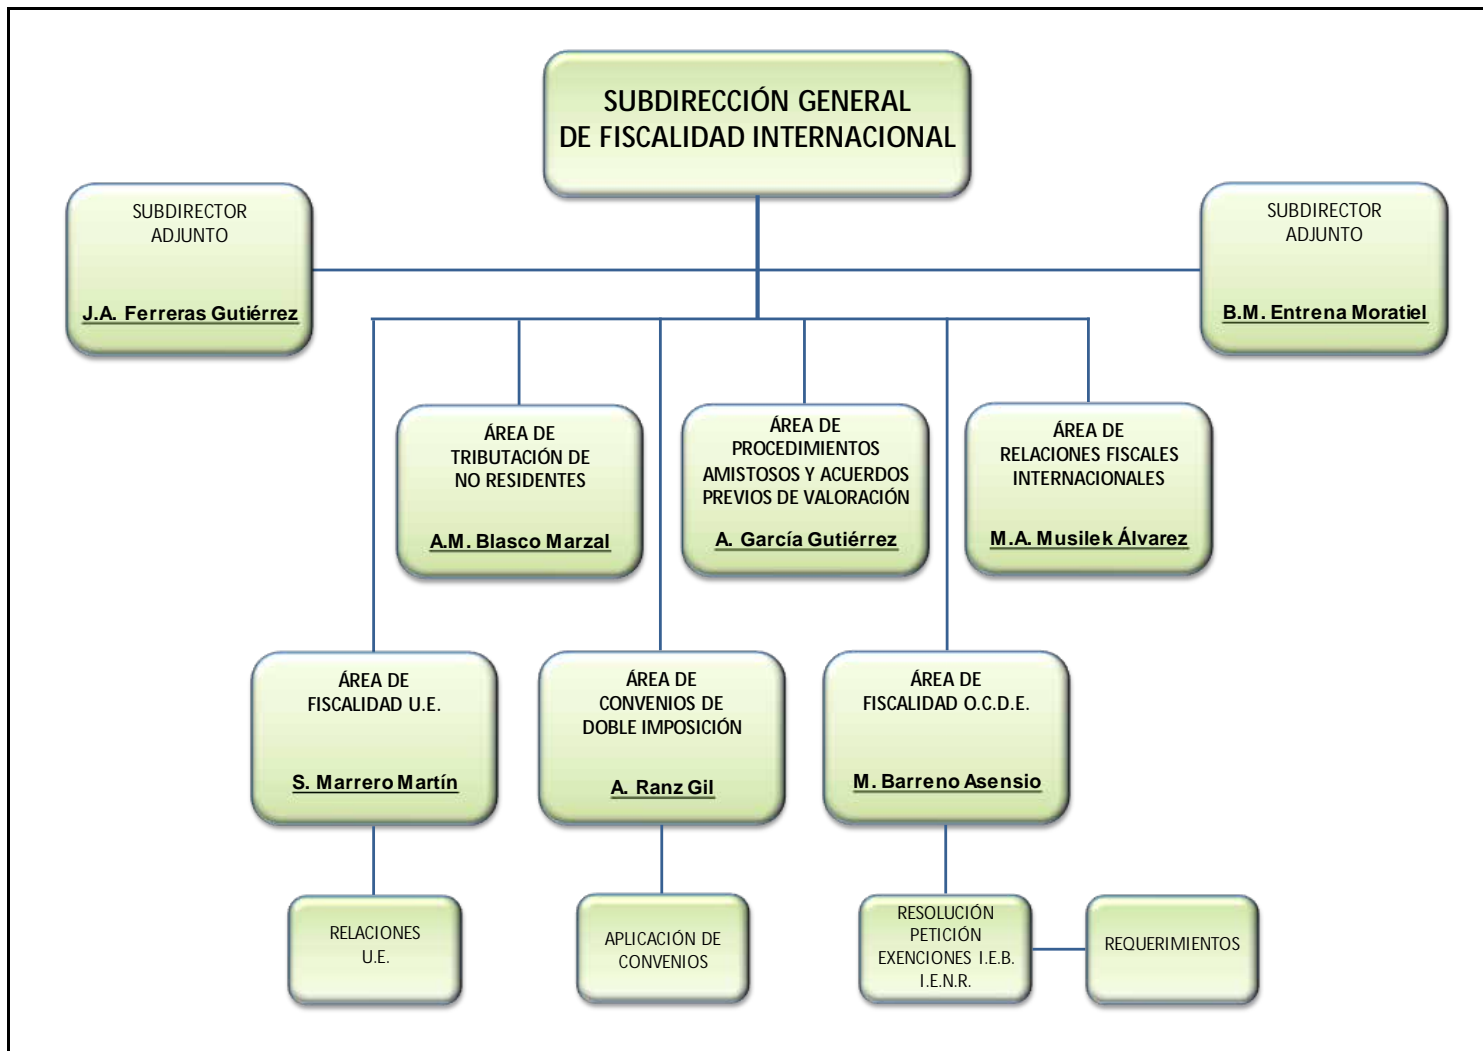 SUBDIRECCIÓN GENERAL
DE FISCALIDAD INTERNACIONAL
SUBDIRECTOR
ADJUNTO
J.A. Ferreras Gutiérrez
SUBDIRECTOR
ADJUNTO
B.M. Entrena Moratiel
ÁREA DE
TRIBUTACIÓN DE
NO RESIDENTES
A.M. Blasco Marzal
ÁREA DE
PROCEDIMIENTOS
AMISTOSOS Y ACUERDOS
PREVIOS DE VALORACIÓN
A. García Gutiérrez
ÁREA DE
RELACIONES FISCALES
INTERNACIONALES
M.A. Musilek Álvarez
ÁREA DE
FISCALIDAD U.E.
S. Marrero Martín
ÁREA DE
CONVENIOS DE
DOBLE IMPOSICIÓN
A. Ranz Gil
ÁREA DE
FISCALIDAD O.C.D.E.
M. Barreno Asensio
RELACIONES
U.E.
APLICACIÓN DE
CONVENIOS
RESOLUCIÓN
PETICIÓN
EXENCIONES I.E.B.
I.E.N.R.
REQUERIMIENTOS